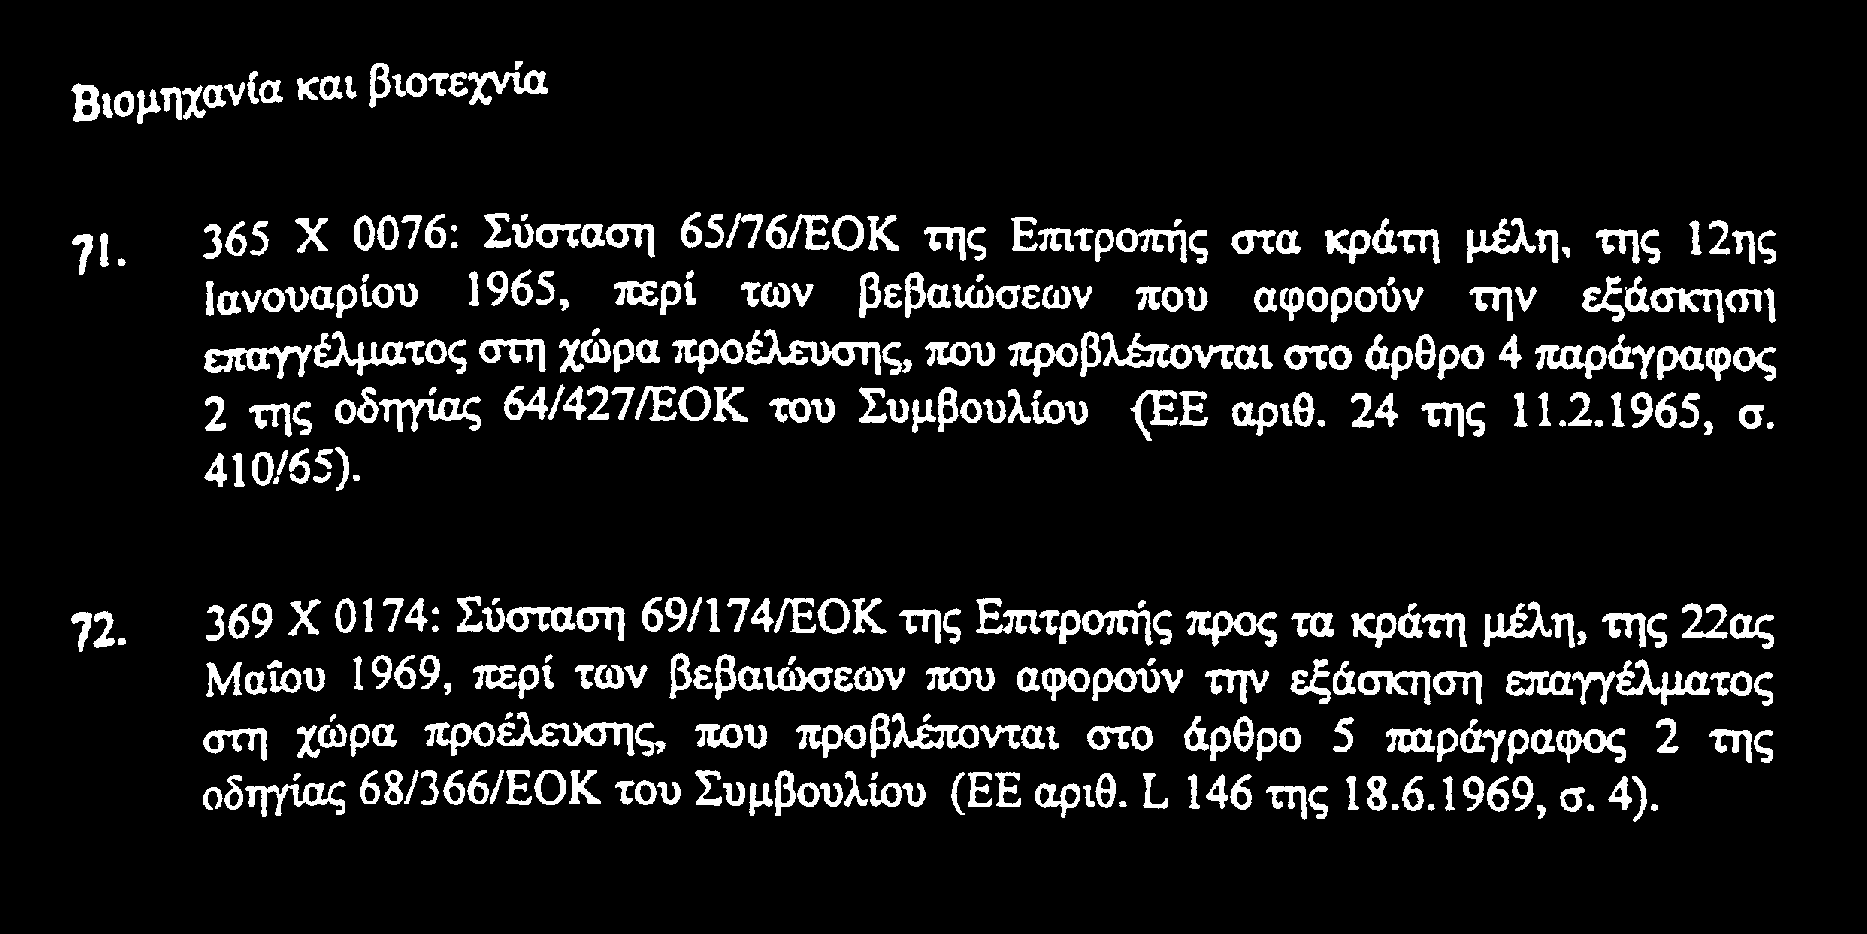 Βιομηχανία και βιοτεχνία
71. 365 Χ 0076: Σύσταση 65/76/ΕΟΚ της Επιτροπής στα κράτη μέλη, της 12ης
Ιανουαρίου 1965, περί των βεβαιώσεων που αφορούν την εξάσκηση
επαγγέλματος στη χώρα προέλευσης, που προβλέπονται στο άρθρο 4 παράγραφος
2 της οδηγίας 64/427/ΕΟΚ του Συμβουλίου (ΕΕ αριθ. 24 της 11.2.1965, σ.
410/65).
72. 369 Χ 0174: Σύσταση 69/174/ΕΟΚ της Επιτροπής προς τα κράτη μέλη, της 22ας
Μαΐου 1969, περί των βεβαιώσεων που αφορούν την εξάσκηση επαγγέλματος
στη χώρα προέλευσης, που προβλέπονται στο άρθρο 5 παράγραφος 2 της
οδηγίας 68/366/ΕΟΚ του Συμβουλίου (ΕΕ αριθ. L 146 της 18.6.1969, σ. 4).